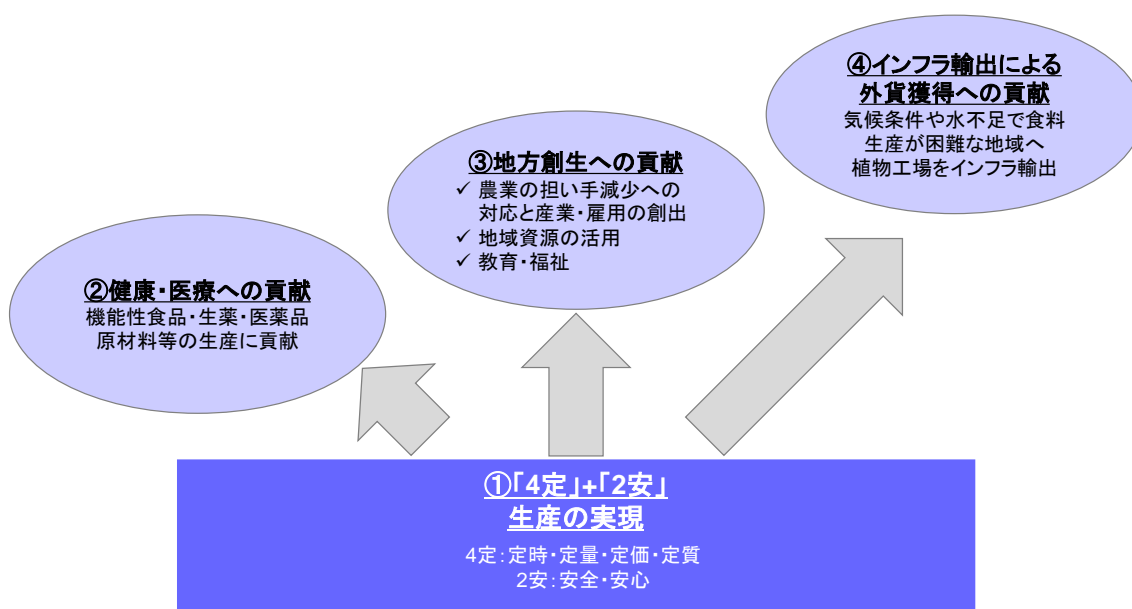 ④インフラ輸出による
外貨獲得への貢献
気候条件や水不足で食料
生産が困難な地域へ
植物工場をインフラ輸出
③地方創生への貢献
✓ 農業の担い手減少への
対応と産業・雇用の創出
✓ 地域資源の活用
✓ 教育・福祉
②健康・医療への貢献
機能性食品・生薬・医薬品
原材料等の生産に貢献
①「4定」+「2安」
生産の実現
4定：定時・定量・定価・定質
2安：安全・安心